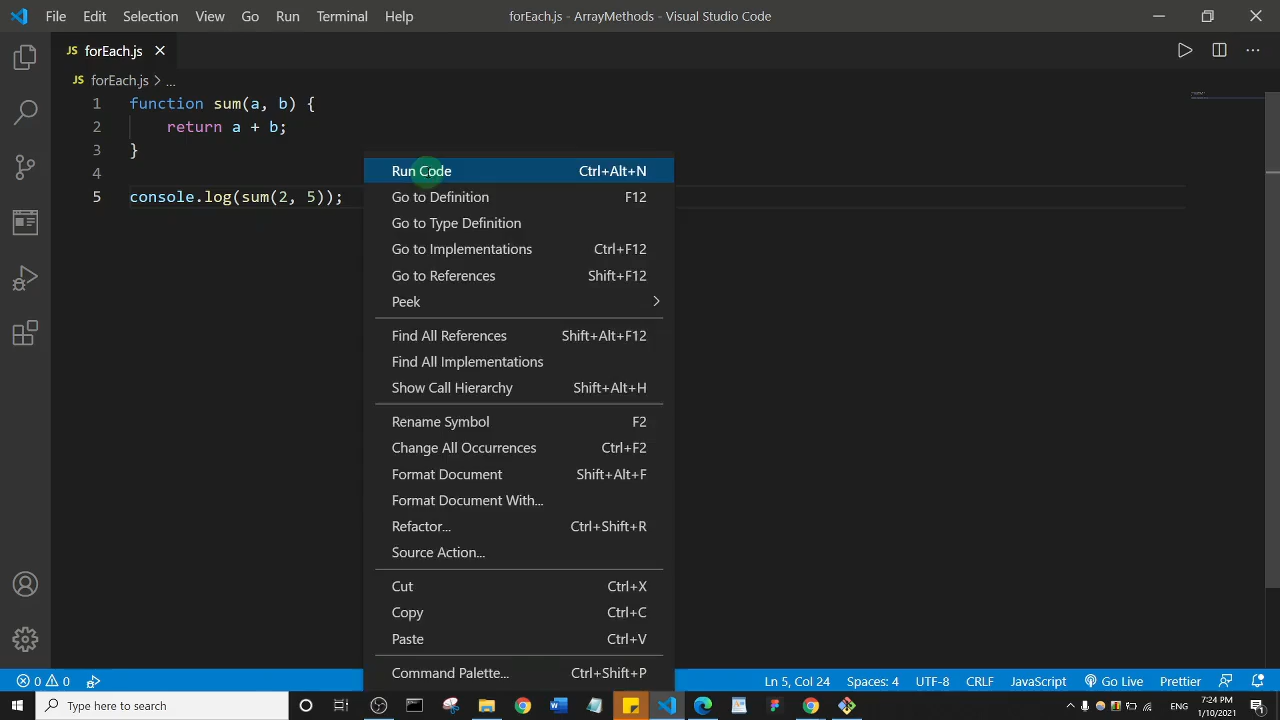 File Edit Selection View Go Run Terminal Help forEach.js - ArrayMethods - Visual Studio Code
JS forEach.js
JS forEach.js > ...
1 function sum(a, b) {
2 return a + b;
3 }
4
5 console.log(sum(2, 5));
Run Code Ctrl+Alt+N
Go to Definition F12
Go to Type Definition
Go to Implementations Ctrl+F12
Go to References Shift+F12
Peek
Find All References Shift+Alt+F12
Find All Implementations
Show Call Hierarchy Shift+Alt+H
Rename Symbol F2
Change All Occurrences Ctrl+F2
Format Document Shift+Alt+F
Format Document With...
Refactor... Ctrl+Shift+R
Source Action...
Cut Ctrl+X
Copy Ctrl+C
Paste Ctrl+V
Command Palette... Ctrl+Shift+P
0 0 Ln 5, Col 24 Spaces: 4 UTF-8 CRLF JavaScript Go Live Prettier
Type here to search ENG 7:24 PM
1/10/2021